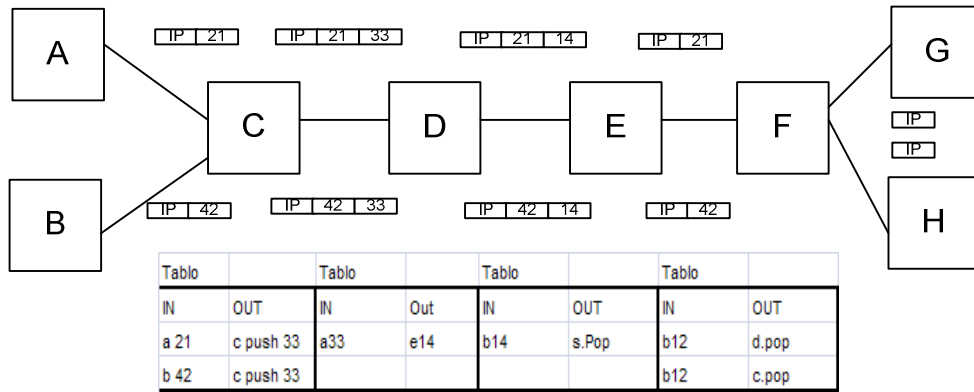 A
IP 21
IP 21 33
IP 21 14
IP 21
G
C
D
E
F
IP
IP
B
IP 42
IP 42 33
IP 42 14
IP 42
H
Tablo Tablo Tablo Tablo
IN OUT IN Out IN OUT IN OUT
a 21 c push 33 a33 e14 b14 s.Pop b12 d.pop
b 42 c push 33 b12 c.pop